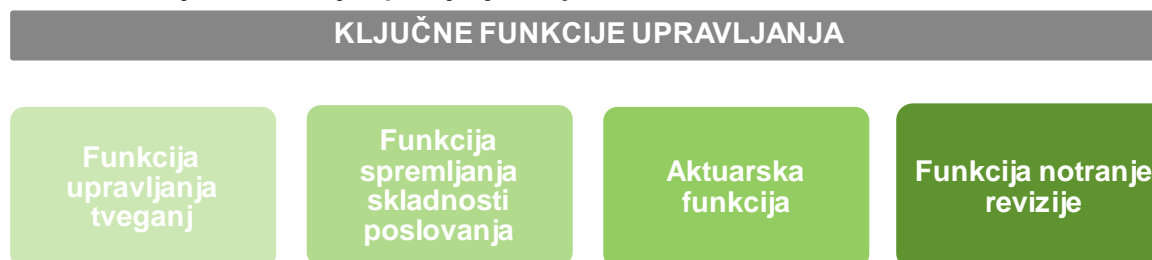 KLJUČNE FUNKCIJE UPRAVLJANJA
Funkcija
upravljanja
tveganj
Funkcija
spremljanja
skladnosti
poslovanja
Aktuarska
funkcija
Funkcija notranje
revizije